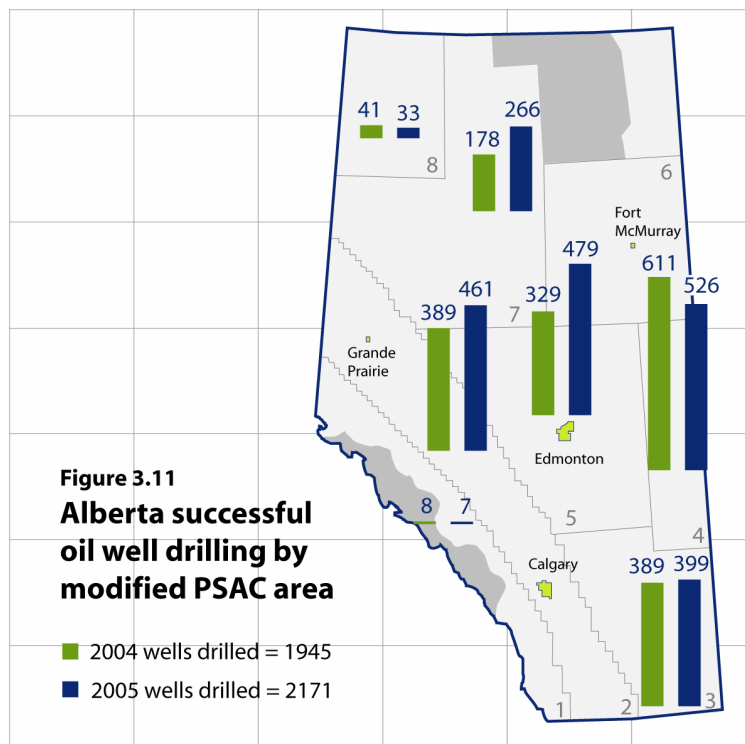 41
33
8
178
266
6
Fort
McMurray
611
526
479
329
7
389
461
Grande
Prairie
Edmonton
Figure 3.11
Alberta successful
oil well drilling by
modified PSAC area
8
7
5
4
Calgary
389
399
2004 wells drilled = 1945
2005 wells drilled = 2171
1
2
3